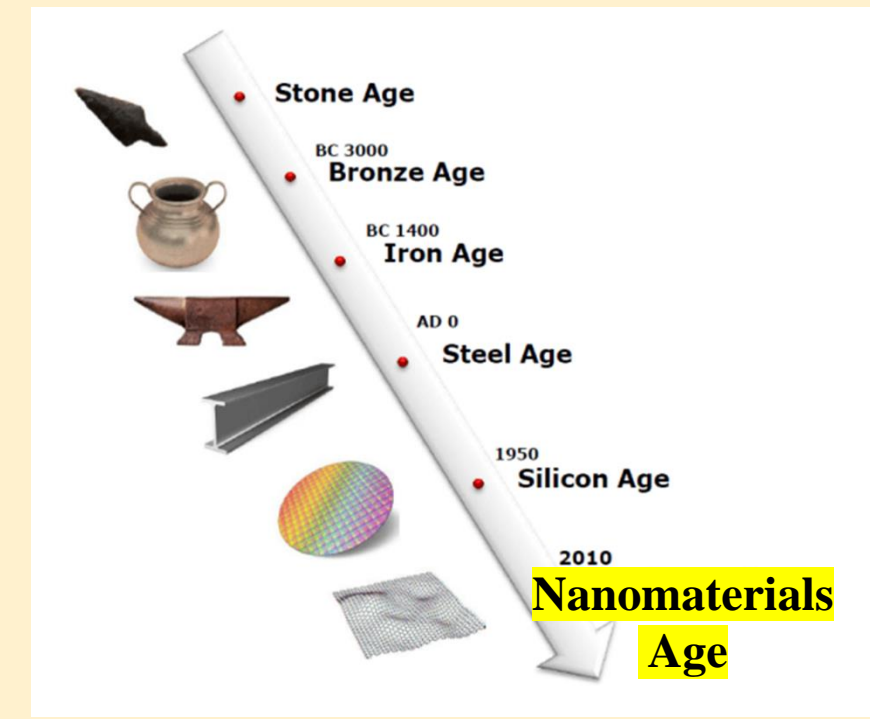 Stone Age
BC 3000
Bronze Age
BC 1400
Iron Age
AD 0
Steel Age
1950
Silicon Age
2010
Nanomaterials
Age